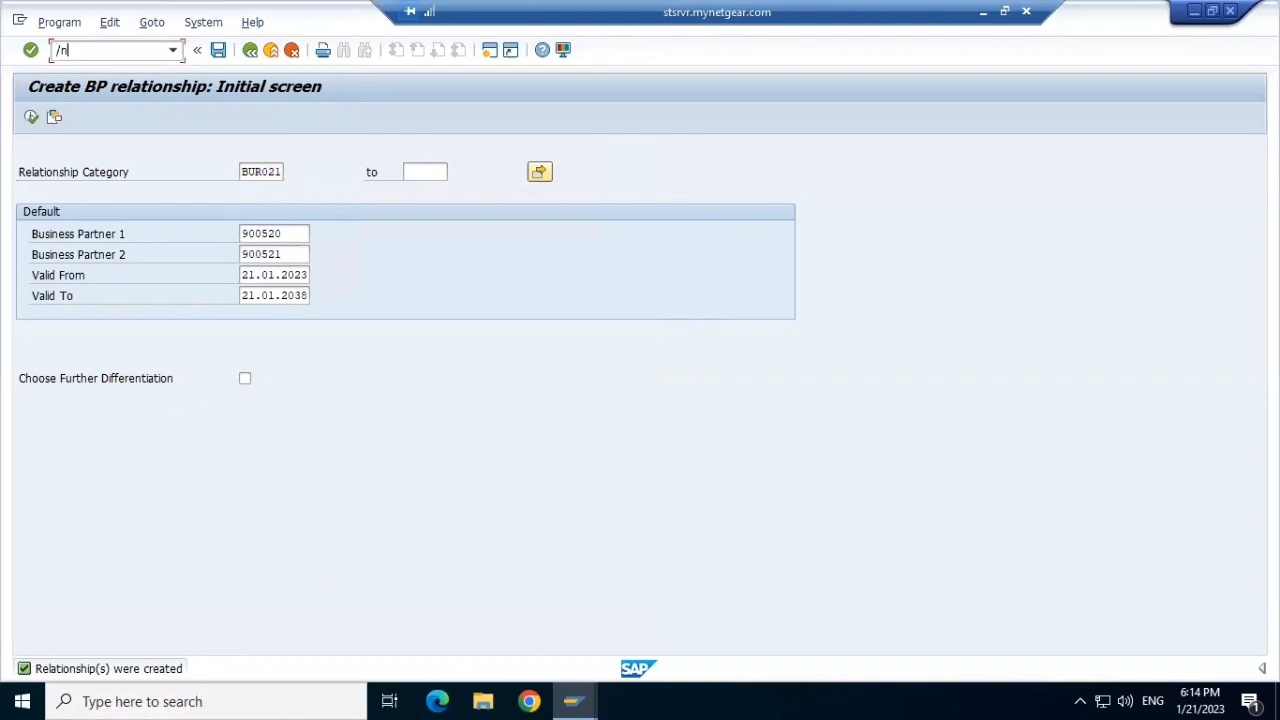 stsrvr.mynetgear.com
Program Edit Goto System Help
/n
Create BP relationship: Initial screen
Relationship Category BUR021 to
Default
Business Partner 1 900520
Business Partner 2 900521
Valid From 21.01.2023
Valid To 21.01.2038
Choose Further Differentiation
Relationship(s) were created
SAP
Type here to search
ENG
6:14 PM
1/21/2023
1